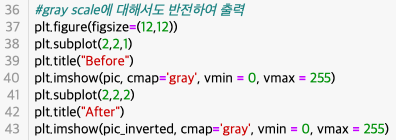 36 #gray scale에 대해서도 반전하여 출력
37 plt.figure(figsize=(12,12))
38 plt.subplot(2,2,1)
39 plt.title("Before")
40 plt.imshow(pic, cmap='gray', vmin = 0, vmax = 255)
41 plt.subplot(2,2,2)
42 plt.title("After")
43 plt.imshow(pic_inverted, cmap='gray', vmin = 0, vmax = 255)